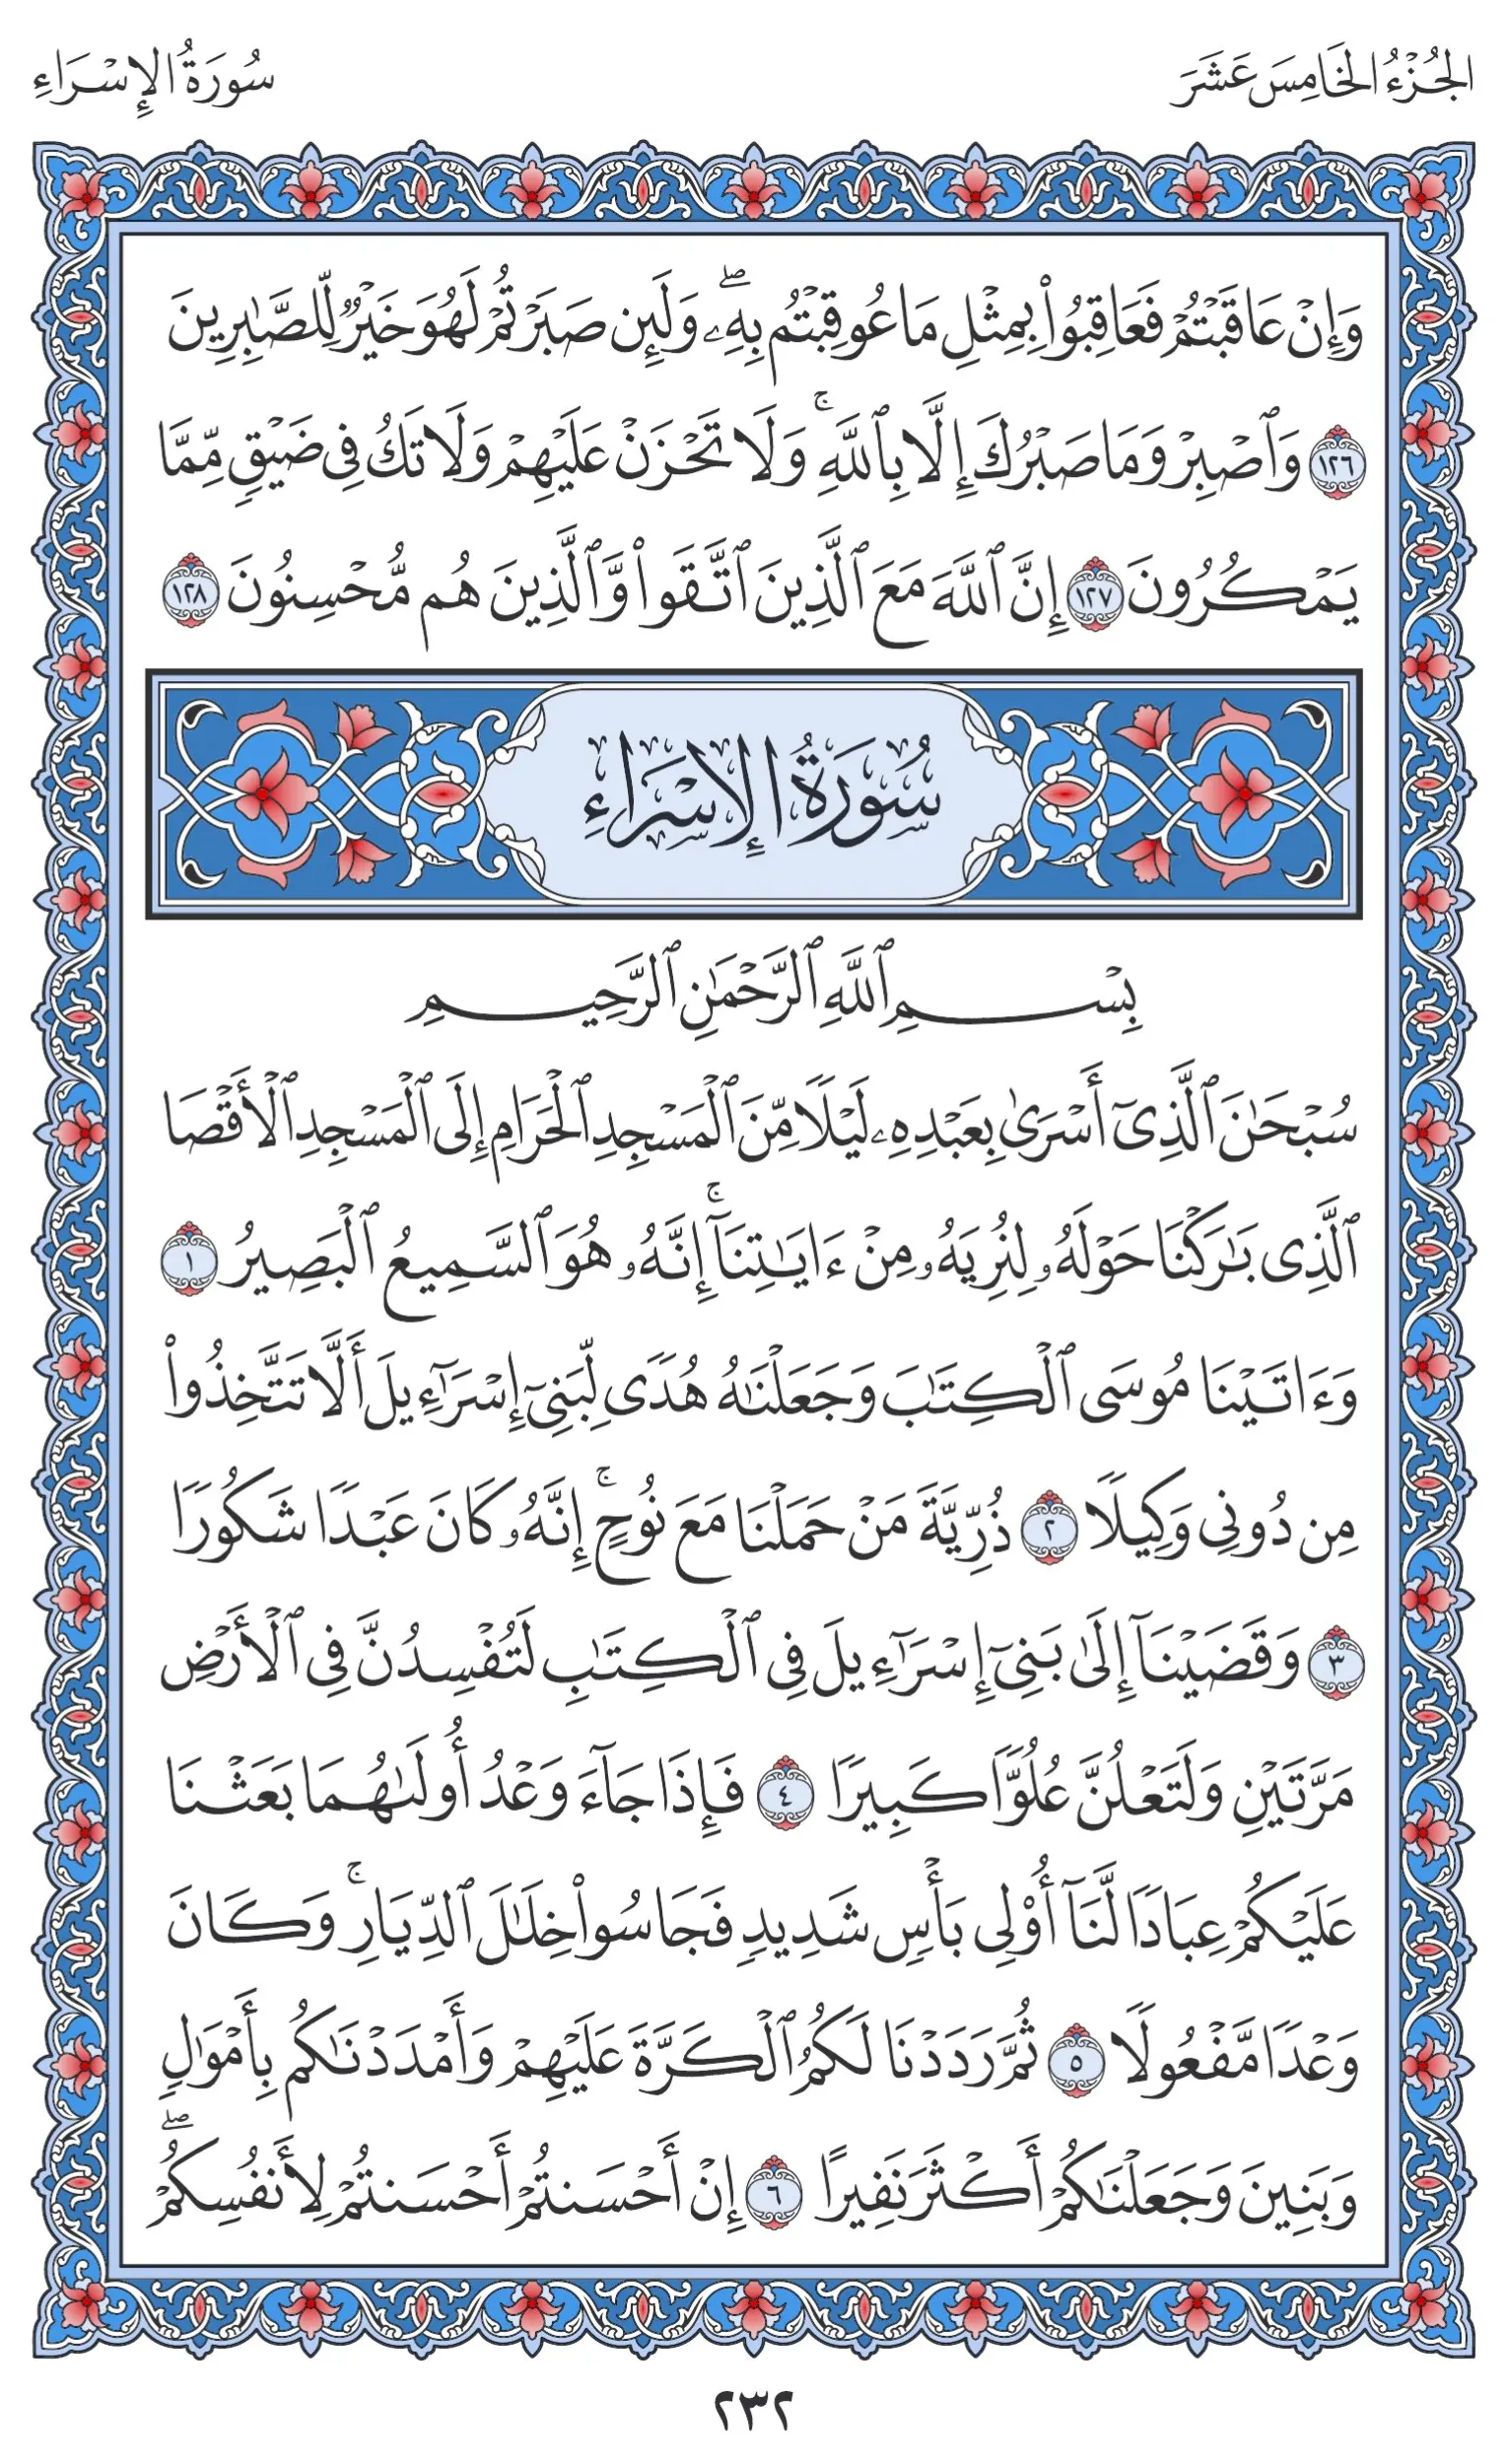 الجُزْءُ الخَامِسَ عَشَرَ
سُورَةُ الإِسْرَاءِ
وَإِنْ عَاقَبْتُمْ فَعَاقِبُوا۟ بِمِثْلِ مَا عُوقِبْتُم بِهِۦ ۖ وَلَئِن صَبَرْتُمْ لَهُوَ خَيْرٌ لِّلصَّـٰبِرِينَ
١٢٦ وَٱصْبِرْ وَمَا صَبْرُكَ إِلَّا بِٱللَّهِ ۚ وَلَا تَحْزَنْ عَلَيْهِمْ وَلَا تَكُ فِى ضَيْقٍ مِّمَّا
يَمْكُرُونَ ١٢٧ إِنَّ ٱللَّهَ مَعَ ٱلَّذِينَ ٱتَّقَوا۟ وَّٱلَّذِينَ هُم مُّحْسِنُونَ ١٢٨
سُورَةُ الإِسْرَاءِ
بِسْمِ ٱللَّهِ ٱلرَّحْمَـٰنِ ٱلرَّحِيمِ
سُبْحَـٰنَ ٱلَّذِىٓ أَسْرَىٰ بِعَبْدِهِۦ لَيْلًا مِّنَ ٱلْمَسْجِدِ ٱلْحَرَامِ إِلَى ٱلْمَسْجِدِ ٱلْأَقْصَا
ٱلَّذِى بَـٰرَكْنَا حَوْلَهُۥ لِنُرِيَهُۥ مِنْ ءَايَـٰتِنَآ ۚ إِنَّهُۥ هُوَ ٱلسَّمِيعُ ٱلْبَصِيرُ ١
وَءَاتَيْنَا مُوسَى ٱلْكِتَـٰبَ وَجَعَلْنَـٰهُ هُدًى لِّبَنِىٓ إِسْرَٰٓءِيلَ أَلَّا تَتَّخِذُوا۟
مِن دُونِى وَكِيلًا ٢ ذُرِّيَّةَ مَنْ حَمَلْنَا مَعَ نُوحٍ ۚ إِنَّهُۥ كَانَ عَبْدًا شَكُورًا
٣ وَقَضَيْنَآ إِلَىٰ بَنِىٓ إِسْرَٰٓءِيلَ فِى ٱلْكِتَـٰبِ لَتُفْسِدُنَّ فِى ٱلْأَرْضِ
مَرَّتَيْنِ وَلَتَعْلُنَّ عُلُوًّا كَبِيرًا ٤ فَإِذَا جَآءَ وَعْدُ أُولَىٰهُمَا بَعَثْنَا
عَلَيْكُمْ عِبَادًا لَّنَآ أُو۟لِى بَأْسٍ شَدِيدٍ فَجَاسُوا۟ خِلَـٰلَ ٱلدِّيَارِ ۚ وَكَانَ
وَعْدًا مَّفْعُولًا ٥ ثُمَّ رَدَدْنَا لَكُمُ ٱلْكَرَّةَ عَلَيْهِمْ وَأَمْدَدْنَـٰكُم بِأَمْوَٰلٍ
وَبَنِينَ وَجَعَلْنَـٰكُمْ أَكْثَرَ نَفِيرًا ٦ إِنْ أَحْسَنتُمْ أَحْسَنتُمْ لِأَنفُسِكُمْ ۖ
٢٣٢